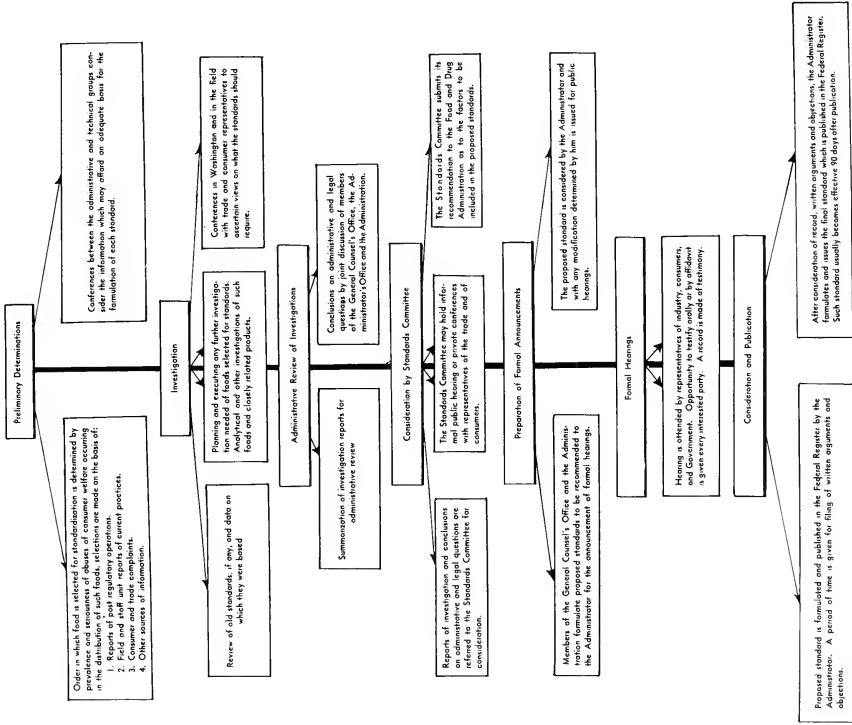 Preliminary Determinations
Order in which food is selected for standardization is determined by
prevalence and seriousness of abuses of consumer welfare occurring
in the distribution of such foods, selections are made on the basis of:
1. Reports of past regulatory operations.
2. Field and staff unit reports of current practices.
3. Consumer and trade complaints.
4. Other sources of information.
Conferences between the administrative and technical groups con-
sider the information which may afford an adequate basis for the
formulation of each standard.
Investigation
Review of old standards, if any, and data on
which they were based
Planning and executing any further investiga-
tion needed of foods selected for standards.
Analytical and other investigations of such
foods and closely related products.
Conferences in Washington and in the field
with trade and consumer representatives to
ascertain views on what the standards should
require.
Administrative Review of Investigations
Summarization of investigation reports for
administrative review
Conclusions on administrative and legal
questions by joint discussion of members
of the General Counsel's Office, the Ad-
ministrator's Office and the Administration.
Consideration by Standards Committee
Reports of investigation and conclusions
on administrative and legal questions are
referred to the Standards Committee for
consideration.
The Standards Committee may hold infor-
mal public hearing or private conferences
with representatives of the trade and of
consumers.
The Standards Committee submits its
recommendation to the Food and Drug
Administration as to the factors to be
included in the proposed standards.
Preparation of Formal Announcements
Members of the General Counsel's Office and the Adminis-
tration formulate proposed standards to be recommended to
the Administrator for the announcement of formal hearings.
The proposed standard is considered by the Administrator and
with any modification determined by him is issued for public
hearings.
Formal Hearings
Hearing is attended by representatives of industry, consumers,
and Government. Opportunity to testify orally or by affidavit
is given every interested party. A record is made of testimony.
Consideration and Publication
Proposed standard is formulated and published in the Federal Register by the
Administrator. A period of time is given for filing of written arguments and
objections.
After consideration of record, written arguments and objections, the Administrator
formulates and issues the final standard which is published in the Federal Register.
Such standard usually becomes effective 90 days after publication.